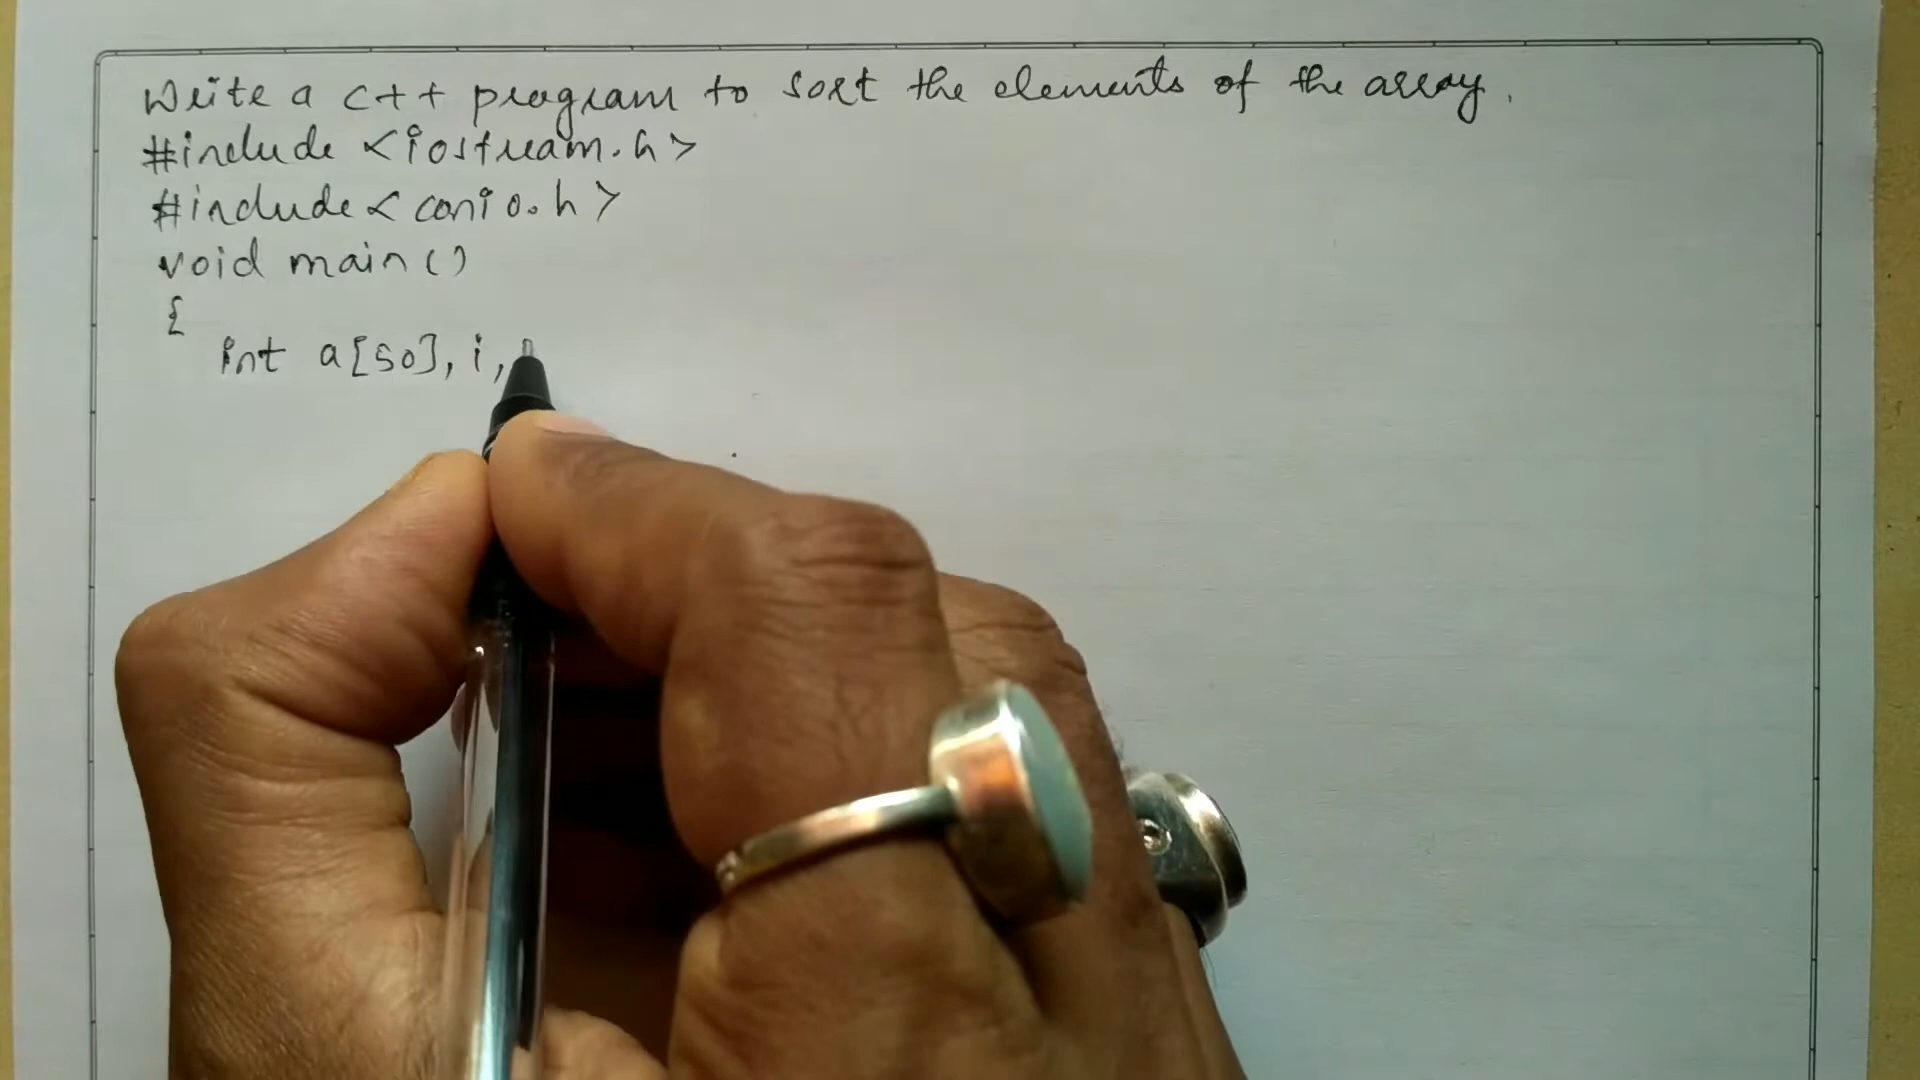 Write a c++ program to sort the elements of the array.
#include <iostream.h>
#include < conio.h >
void main()
{
int a[50], i,